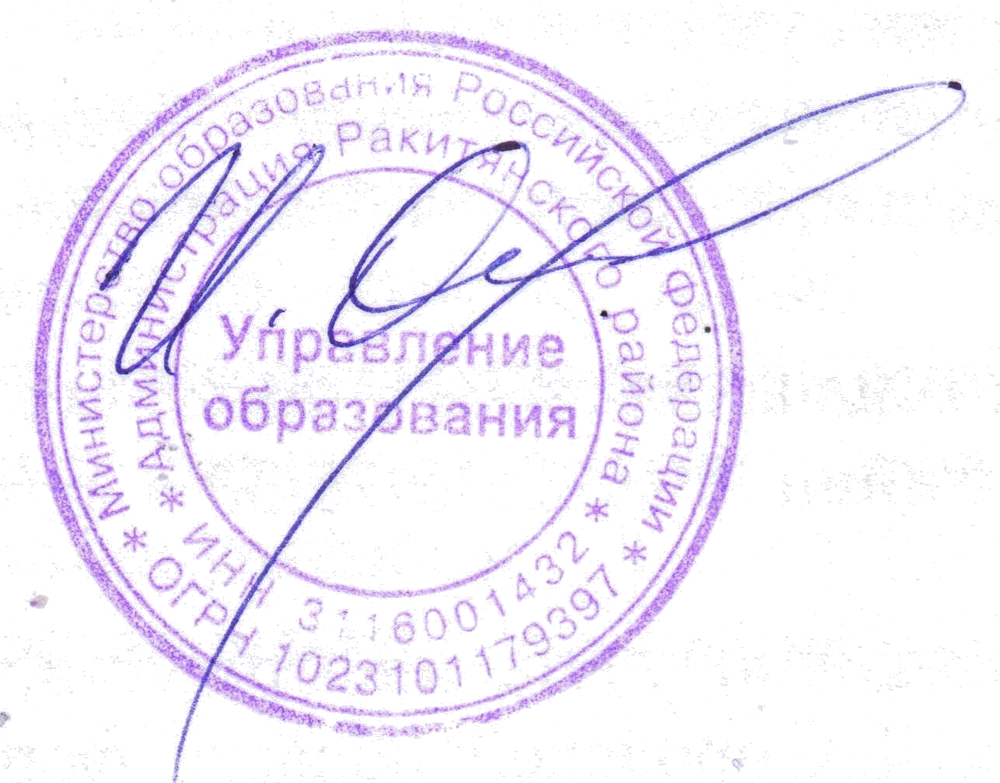 Министерство образования Российской Федерации
* ОГРН 1023101179397 *
Администрация Ракитянского района
* ИНН 3116001432 *
Управление
образования